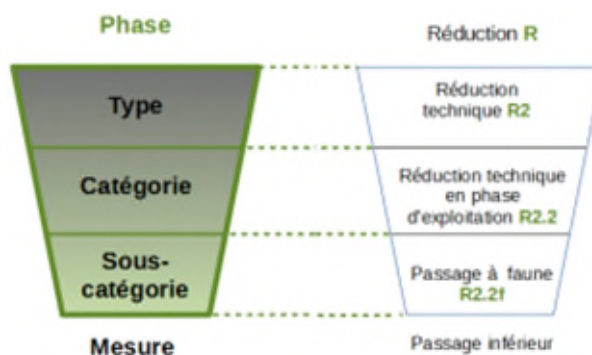 Phase
Réduction R
Type
Réduction
technique R2
Catégorie
Réduction technique
en phase
d'exploitation R2.2
Sous-
catégorie
Passage à faune
R2.2f
Mesure
Passage inférieur